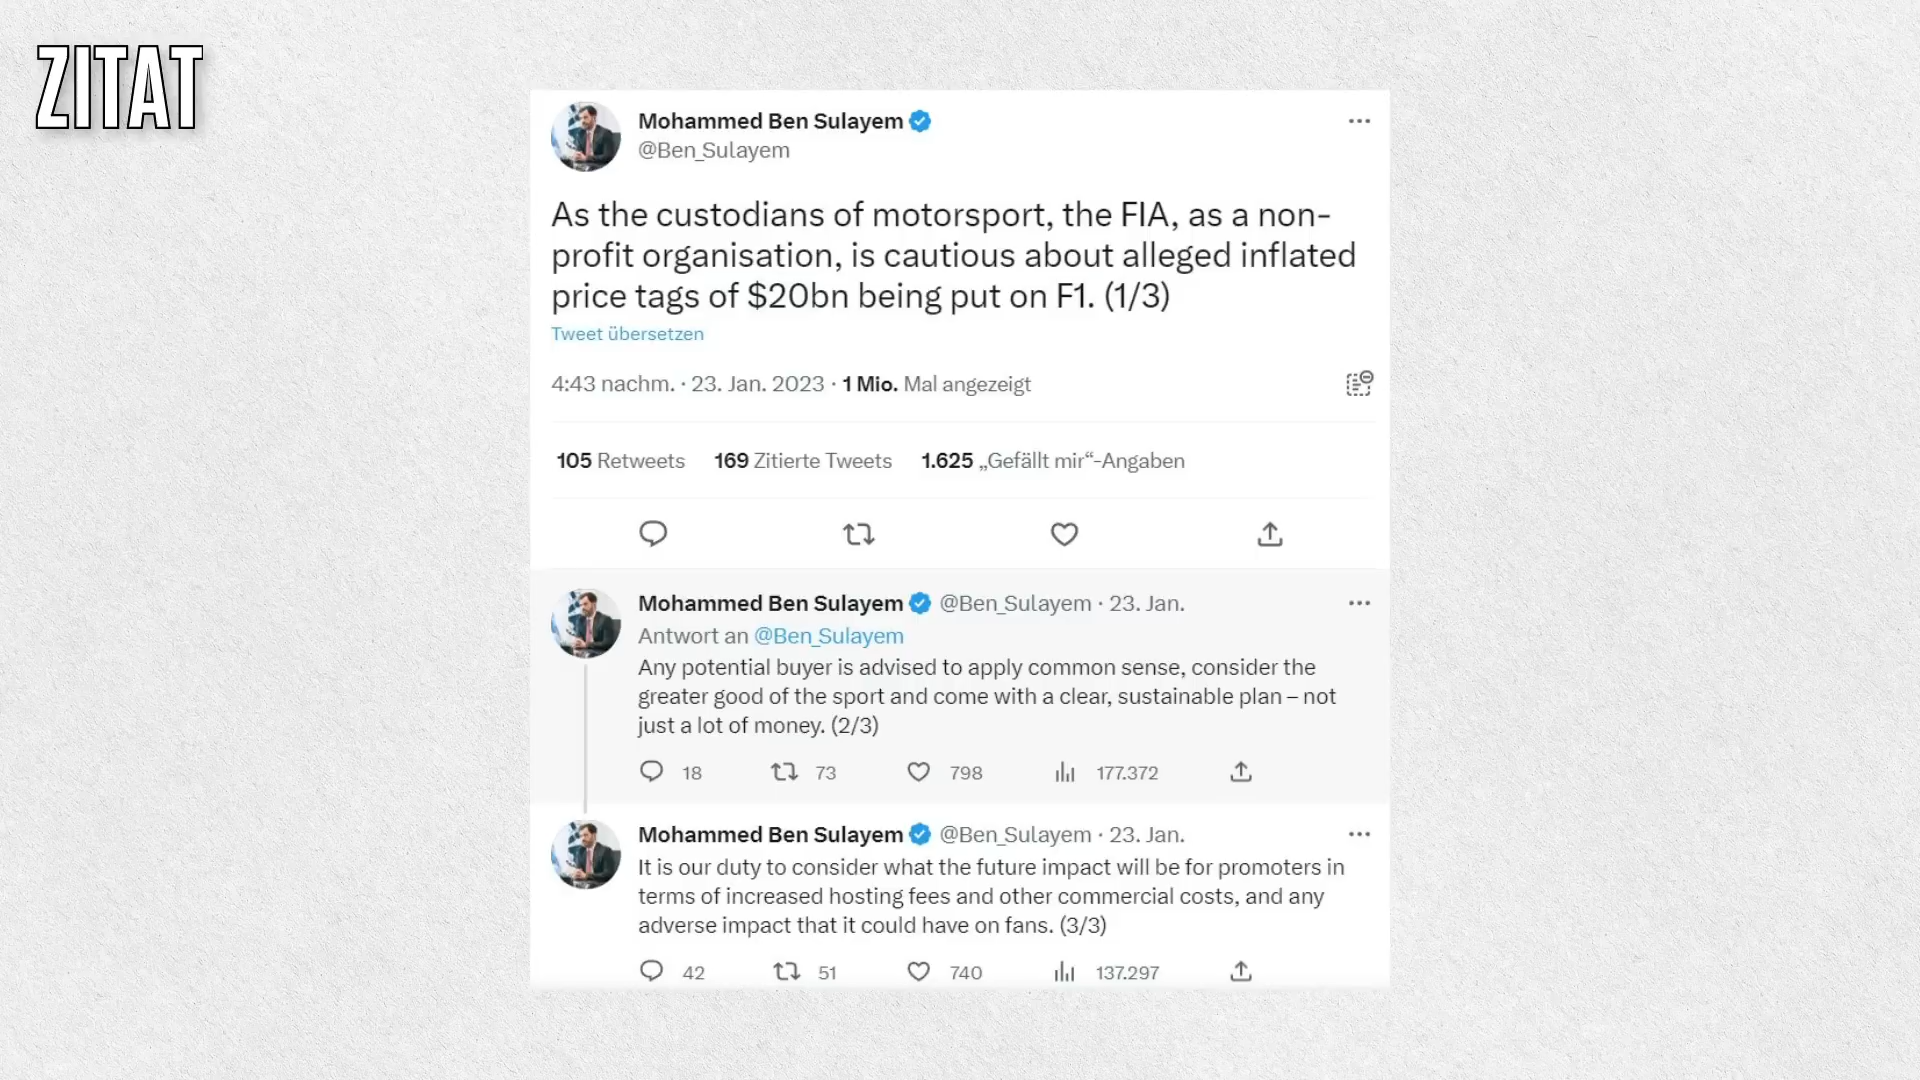 ZITAT
Mohammed Ben Sulayem
@Ben_Sulayem
As the custodians of motorsport, the FIA, as a non-
profit organisation, is cautious about alleged inflated
price tags of $20bn being put on F1. (1/3)
Tweet übersetzen
4:43 nachm. · 23. Jan. 2023 · 1 Mio. Mal angezeigt
105 Retweets 169 Zitierte Tweets 1.625 „Gefällt mir“-Angaben
Mohammed Ben Sulayem @Ben_Sulayem · 23. Jan.
Antwort an @Ben_Sulayem
Any potential buyer is advised to apply common sense, consider the
greater good of the sport and come with a clear, sustainable plan – not
just a lot of money. (2/3)
18 73 798 177.372
Mohammed Ben Sulayem @Ben_Sulayem · 23. Jan.
It is our duty to consider what the future impact will be for promoters in
terms of increased hosting fees and other commercial costs, and any
adverse impact that it could have on fans. (3/3)
42 51 740 137.297